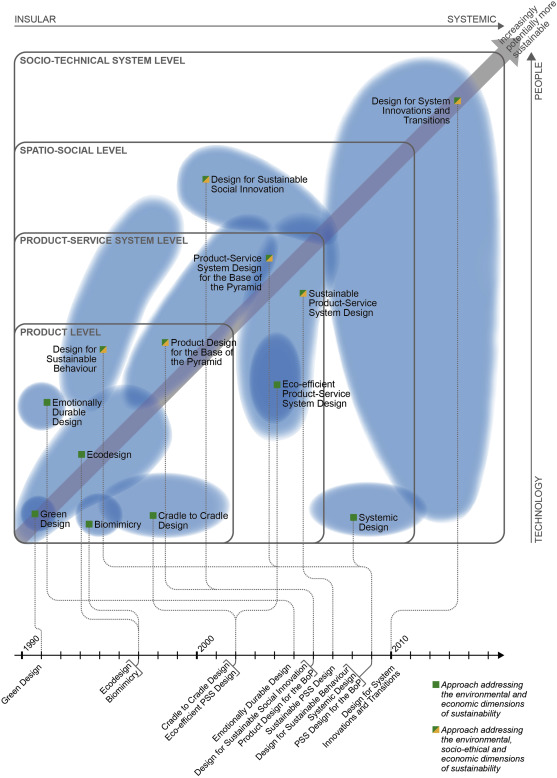 INSULAR
SYSTEMIC
Increasingly
potentially more
sustainable
SOCIO-TECHNICAL SYSTEM LEVEL
PEOPLE
Design for System
Innovations and
Transitions
SPATIO-SOCIAL LEVEL
Design for Sustainable
Social Innovation
PRODUCT-SERVICE SYSTEM LEVEL
Product-Service
System Design
for the Base of
the Pyramid
Sustainable
Product-Service
System Design
PRODUCT LEVEL
Design for
Sustainable
Behaviour
Product Design
for the Base of
the Pyramid
Eco-efficient
Product-Service
System Design
Emotionally
Durable
Design
Ecodesign
Green
Design
Biomimicry
Cradle to Cradle
Design
Systemic Design
TECHNOLOGY
1990
2000
2010
Green Design
Ecodesign
Biomimicry
Cradle to Cradle Design
Eco-efficient PSS Design
Emotionally Durable Design
Design for Sustainable Social Innovation
Product Design for the BoP
Sustainable PSS Design
Design for Sustainable Behaviour
Systemic Design
PSS Design for the BoP
Design for System
Innovations and Transitions
Approach addressing
the environmental and
economic dimensions
of sustainability
Approach addressing
the environmental,
socio-ethical and
economic dimensions
of sustainability